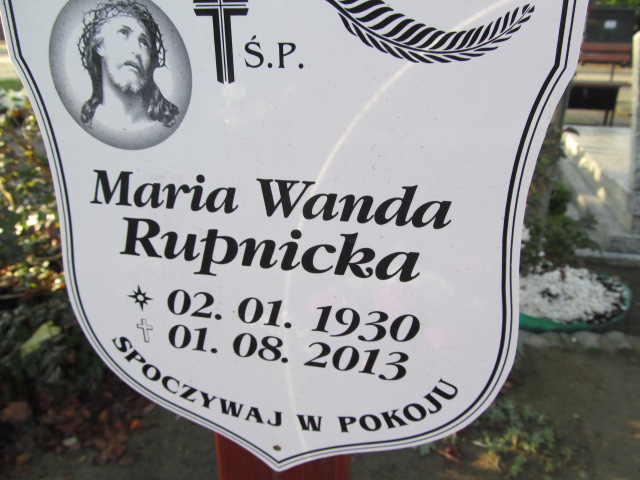 Ś.P.
Maria Wanda
Rupnicka
02. 01. 1930
01. 08. 2013
SPOCZYWAJ W POKOJU